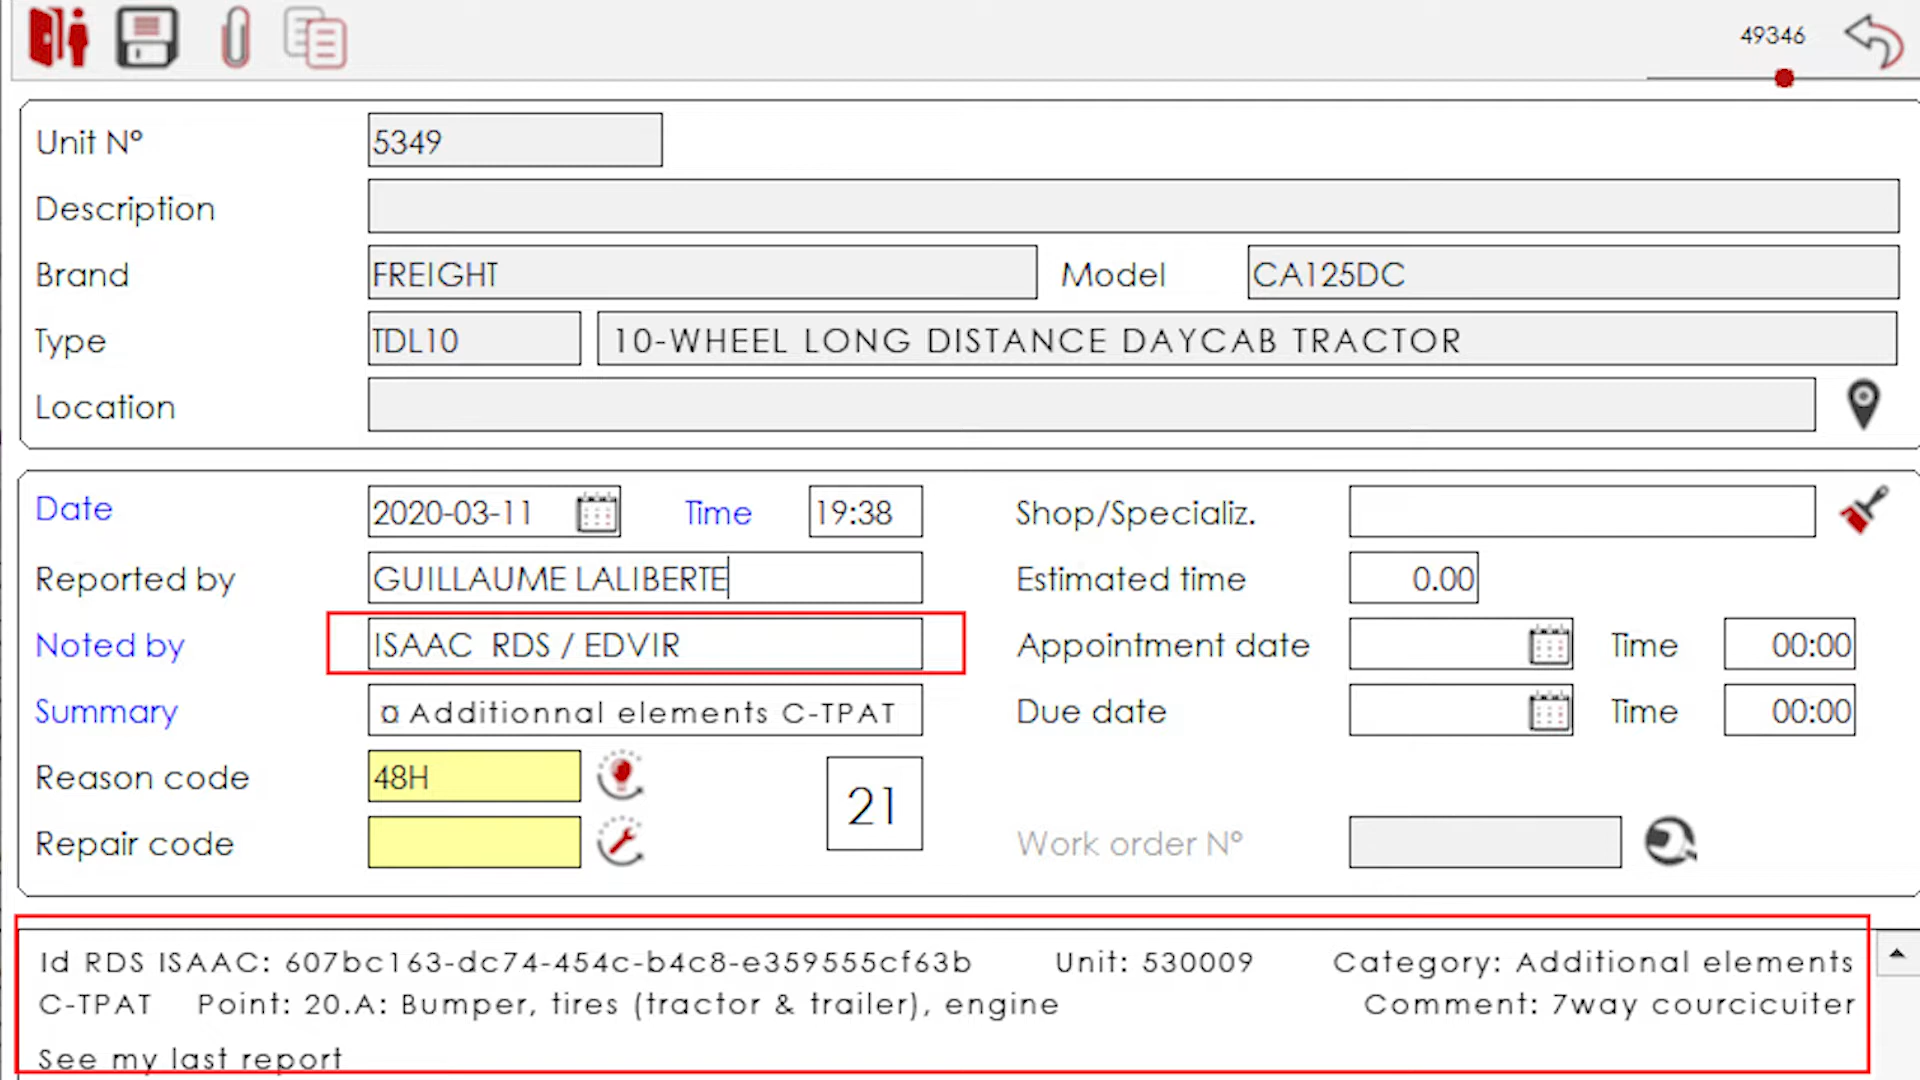 49346
Unit N° 5349
Description
Brand FREIGHT Model CA125DC
Type TDL10 10-WHEEL LONG DISTANCE DAYCAB TRACTOR
Location
Date 2020-03-11 Time 19:38 Shop/Specializ.
Reported by GUILLAUME LALIBERTE Estimated time 0.00
Noted by ISAAC RDS / EDVIR Appointment date Time 00:00
Summary ¤ Additionnal elements C-TPAT Due date Time 00:00
Reason code 48H 21
Repair code Work order N°
Id RDS ISAAC: 607bc163-dc74-454c-b4c8-e359555cf63b Unit: 530009 Category: Additional elements
C-TPAT Point: 20.A: Bumper, tires (tractor & trailer), engine Comment: 7way courcicuiter
See my last report